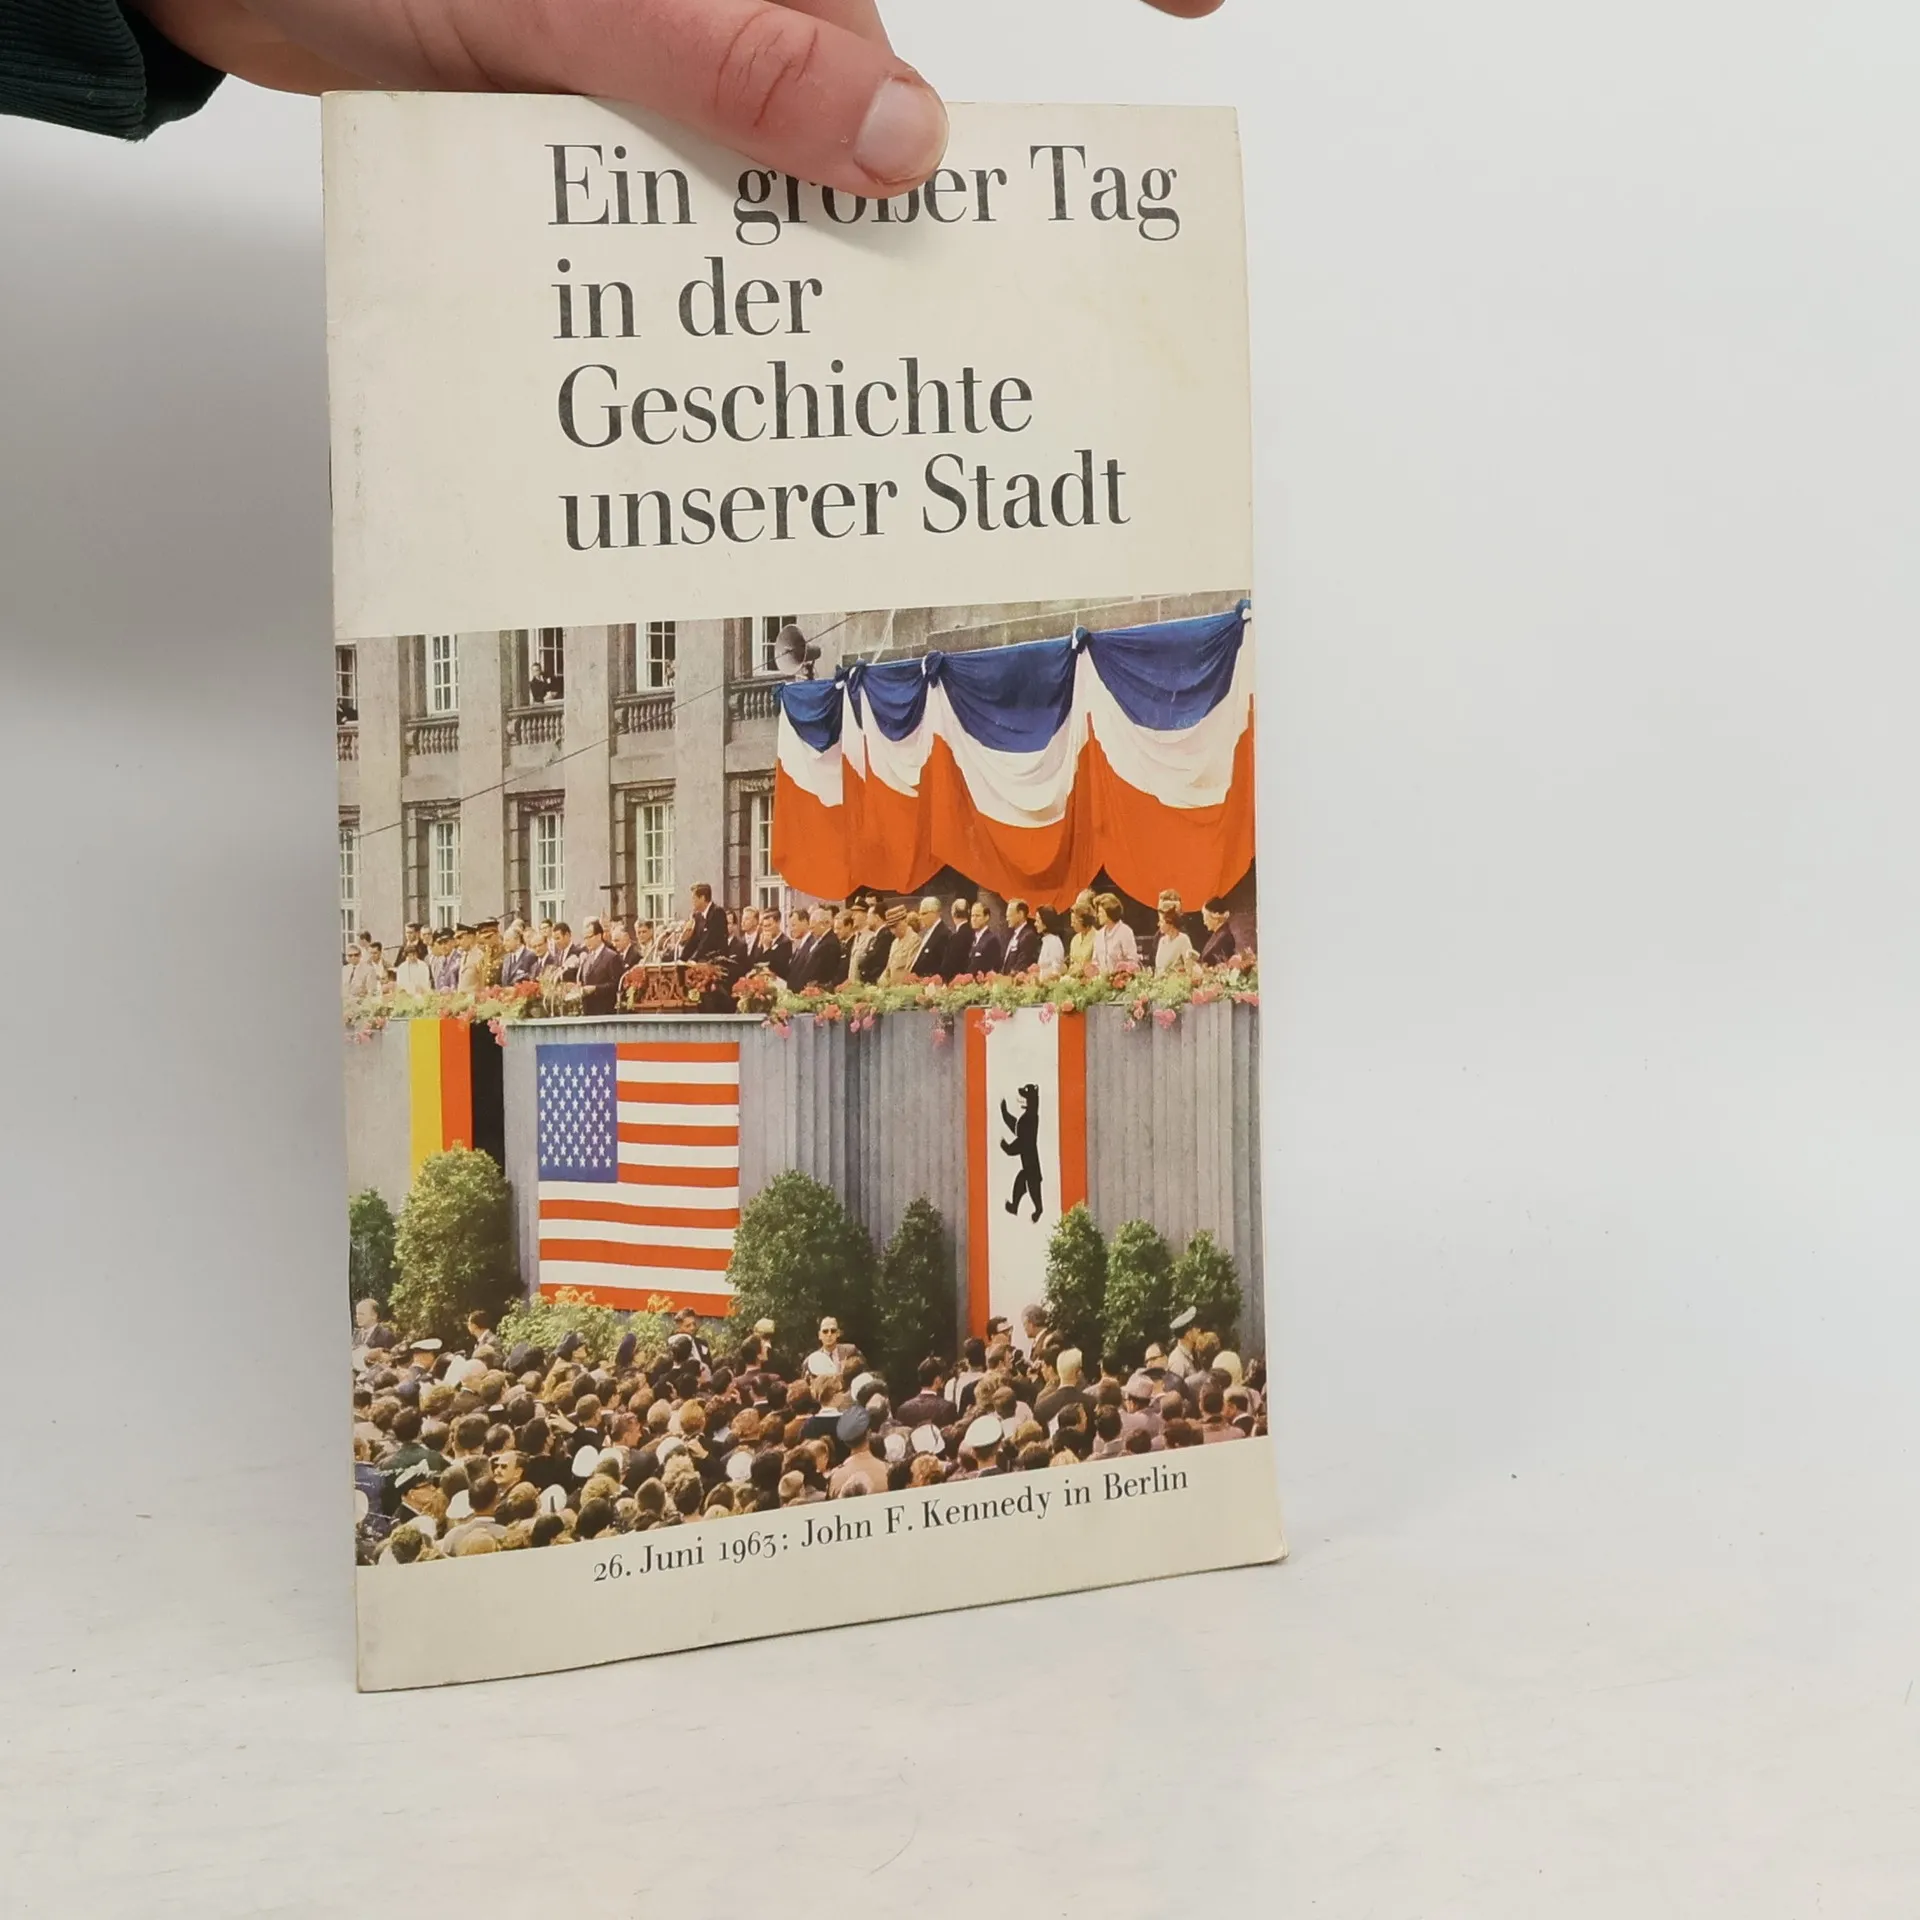 Ein großer Tag
in der
Geschichte
unserer Stadt
26. Juni 1963: John F. Kennedy in Berlin